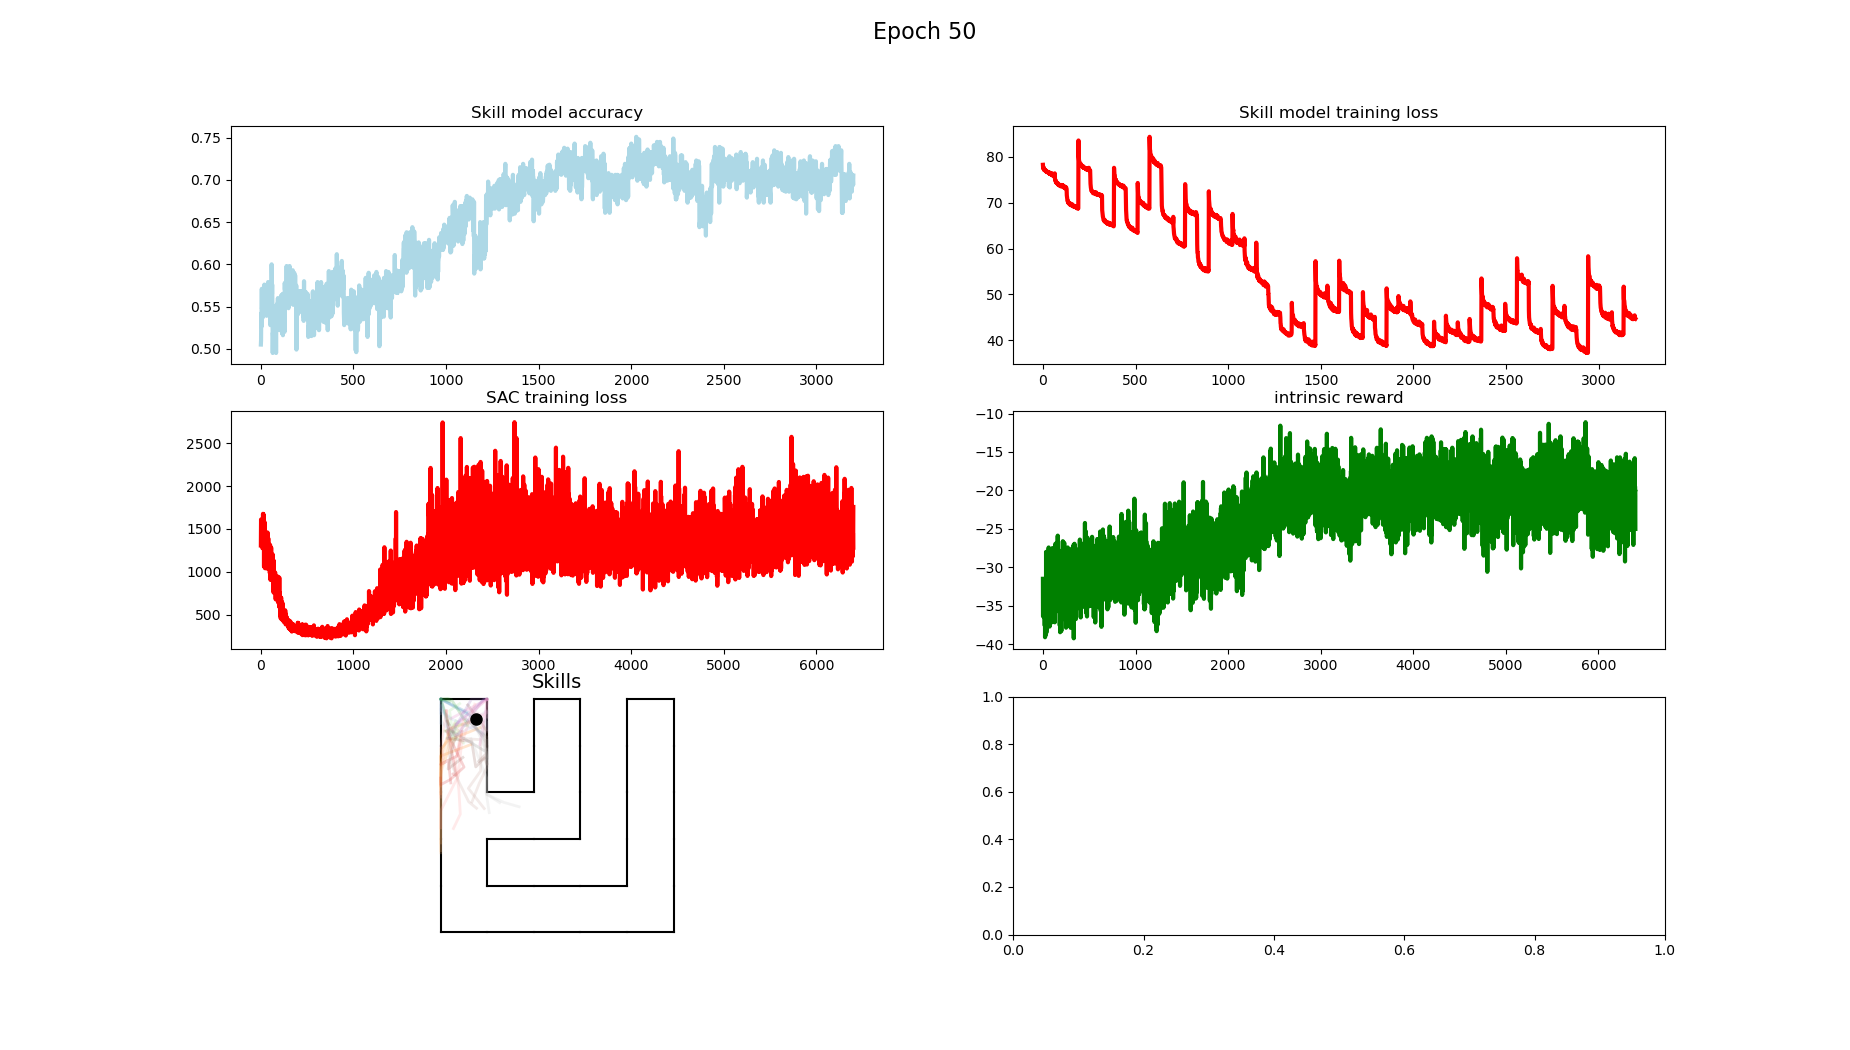 Epoch 50
Skill model accuracy
0.75
0.70
0.65
0.60
0.55
0.50
0 500 1000 1500 2000 2500 3000
Skill model training loss
80
70
60
50
40
0 500 1000 1500 2000 2500 3000
SAC training loss
2500
2000
1500
1000
500
0 1000 2000 3000 4000 5000 6000
intrinsic reward
−10
−15
−20
−25
−30
−35
−40
0 1000 2000 3000 4000 5000 6000
Skills
1.0
0.8
0.6
0.4
0.2
0.0
0.0 0.2 0.4 0.6 0.8 1.0